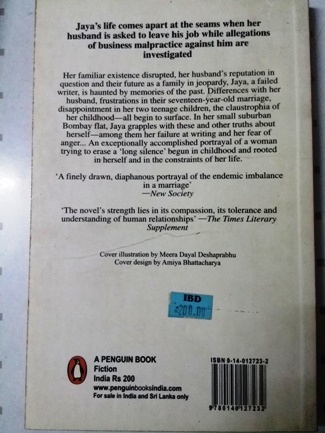 Jaya's life comes apart at the seams when her
husband is asked to leave his job while allegations
of business malpractice against him are
investigated
Her familiar existence disrupted, her husband's reputation
in question and their future as a family in jeopardy, Jaya, a failed
writer, is haunted by memories of the past. Differences with her
husband, frustrations in their seventeen-year-old marriage,
disappointment in her two teenage children, the claustrophia of
her childhood—all begin to surface. In her small suburban
Bombay flat, Jaya grapples with these and other truths about
herself—among them her failure at writing and her fear of
anger... An exceptionally accomplished portrayal of a woman
trying to erase a 'long silence' begun in childhood and rooted
in herself and in the constraints of her life.
'A finely drawn, diaphanous portrayal of the endemic imbalance
in a marriage'
—New Society
'The novel's strength lies in its compassion, its tolerance and
understanding of human relationships' —The Times Literary
Supplement
Cover illustration by Meera Dayal Deshaprabhu
Cover design by Amiya Bhattacharya
IBD
200.00
A PENGUIN BOOK
Fiction
India Rs 200
www.penguinbooksindia.com
For sale in India and Sri Lanka only
ISBN 0-14-012723-2
9780140127232